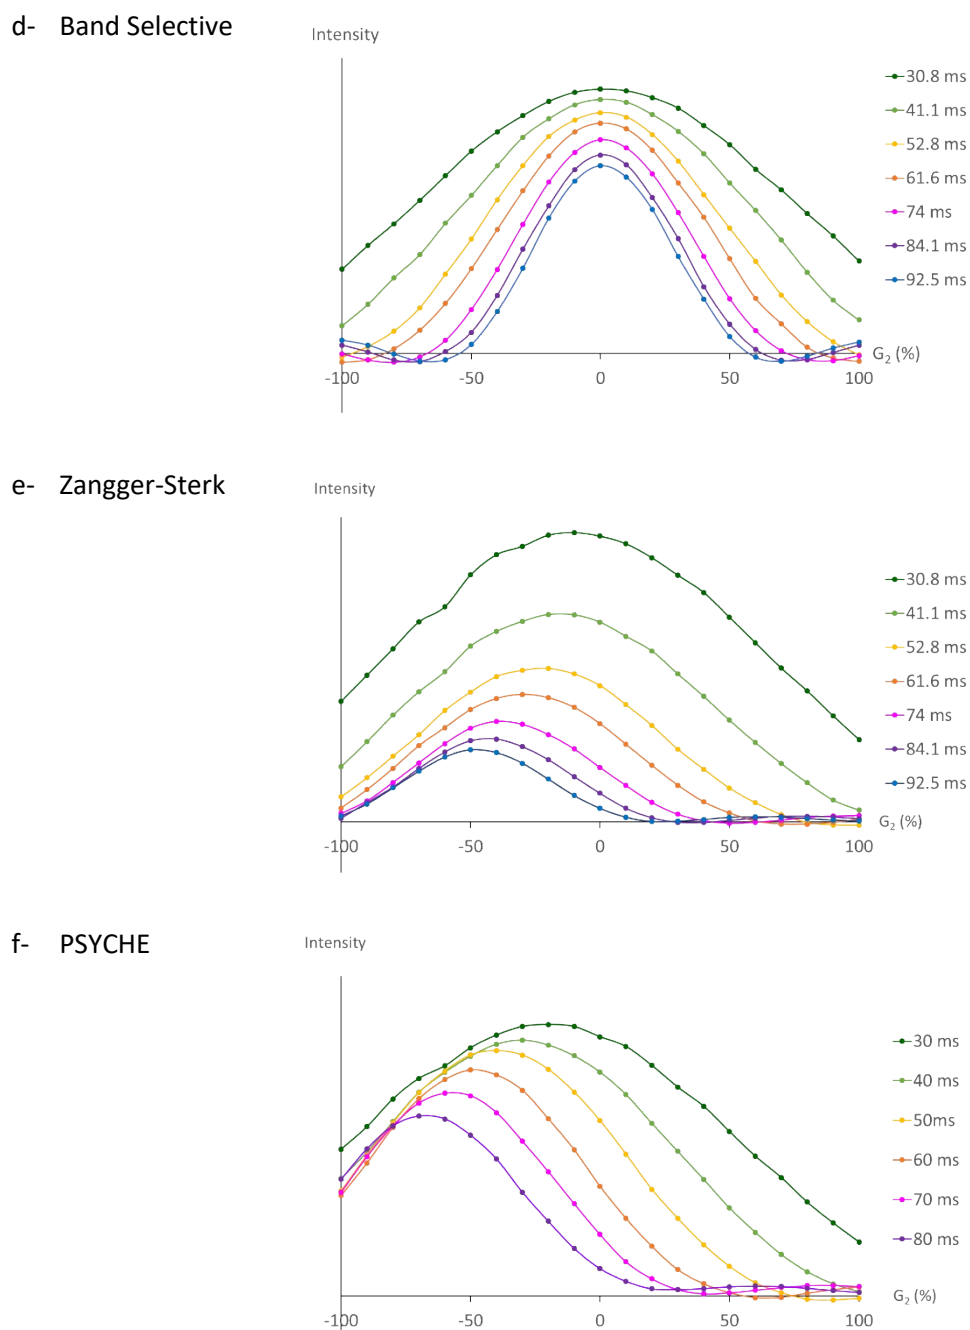 d- Band Selective
Intensity
30.8 ms
41.1 ms
52.8 ms
61.6 ms
74 ms
84.1 ms
92.5 ms
G2 (%)
-100 -50 0 50 100
e- Zangger-Sterk
Intensity
30.8 ms
41.1 ms
52.8 ms
61.6 ms
74 ms
84.1 ms
92.5 ms
G2 (%)
-100 -50 0 50 100
f- PSYCHE
Intensity
30 ms
40 ms
50ms
60 ms
70 ms
80 ms
G2 (%)
-100 -50 0 50 100